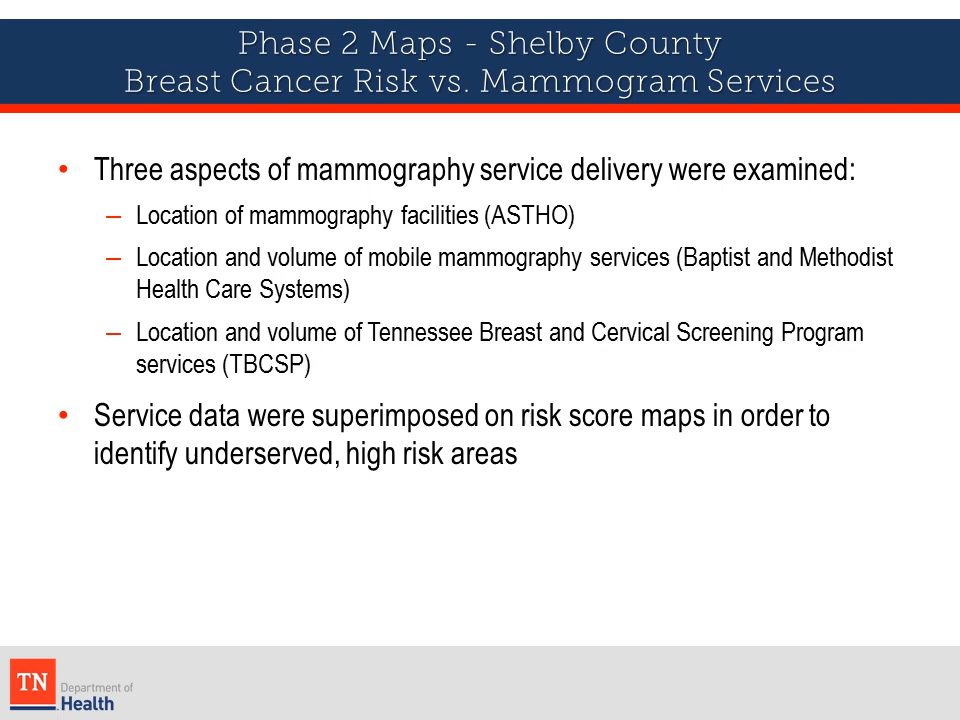 Phase 2 Maps - Shelby County
Breast Cancer Risk vs. Mammogram Services
• Three aspects of mammography service delivery were examined:
– Location of mammography facilities (ASTHO)
– Location and volume of mobile mammography services (Baptist and Methodist
Health Care Systems)
– Location and volume of Tennessee Breast and Cervical Screening Program
services (TBCSP)
• Service data were superimposed on risk score maps in order to
identify underserved, high risk areas
TN
Department of
Health